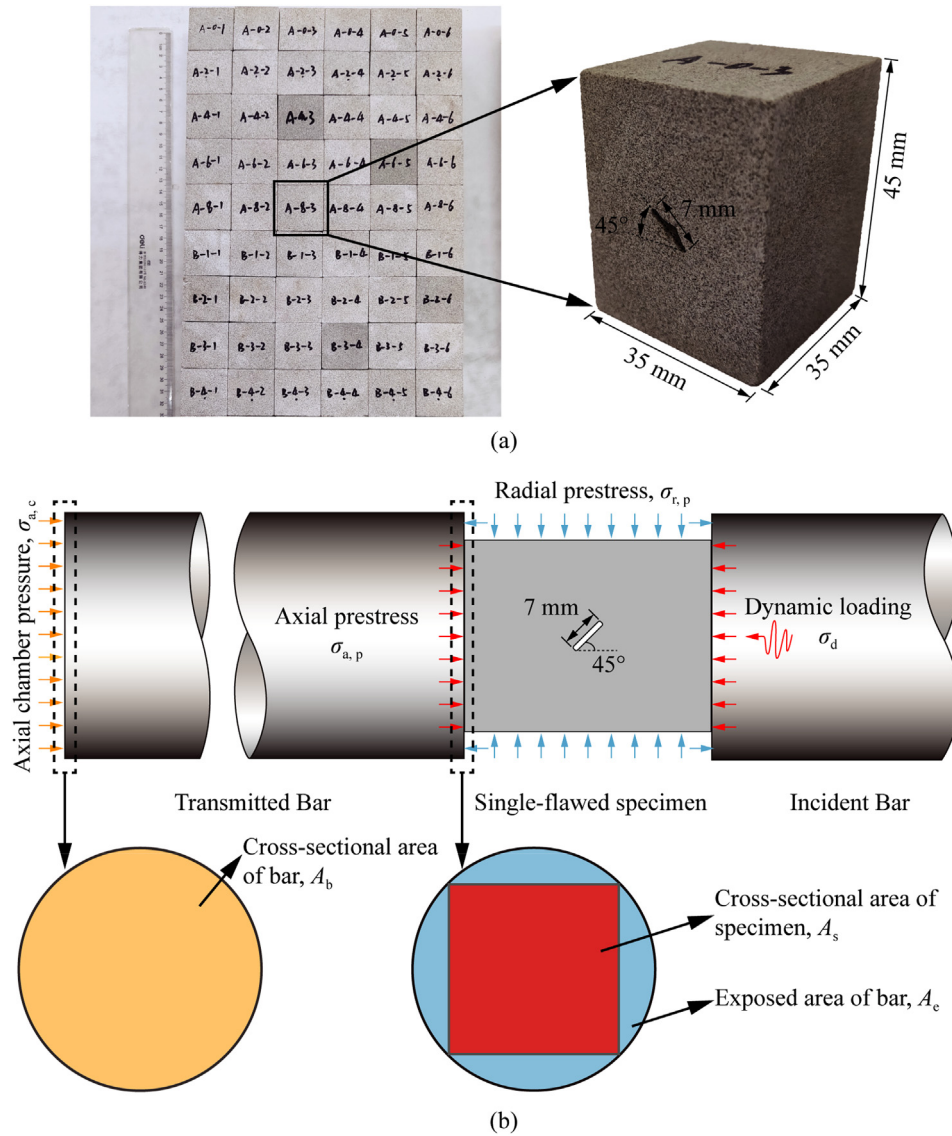 A-0-1 A-0-2 A-0-3 A-0-4 A-0-5 A-0-6
A-2-1 A-2-2 A-2-3 A-2-4 A-2-5 A-2-6
A-4-1 A-4-2 A-4-3 A-4-4 A-4-5 A-4-6
A-6-1 A-6-2 A-6-3 A-6-4 A-6-5 A-6-6
A-8-1 A-8-2 A-8-3 A-8-4 A-8-5 A-8-6
B-1-1 B-1-2 B-1-3 B-1-4 B-1-5 B-1-6
B-2-1 B-2-2 B-2-3 B-2-4 B-2-5 B-2-6
B-3-1 B-3-2 B-3-3 B-3-4 B-3-5 B-3-6
B-4-1 B-4-2 B-4-3 B-4-4 B-4-5 B-4-6
A-0-3
45 mm
7 mm
45°
35 mm
35 mm
(a)
Axial chamber pressure, σa, c
Radial prestress, σr, p
Axial prestress
σa, p
7 mm
45°
Dynamic loading
σd
Transmitted Bar
Single-flawed specimen
Incident Bar
Cross-sectional area
of bar, Ab
Cross-sectional area of
specimen, As
Exposed area of bar, Ae
(b)